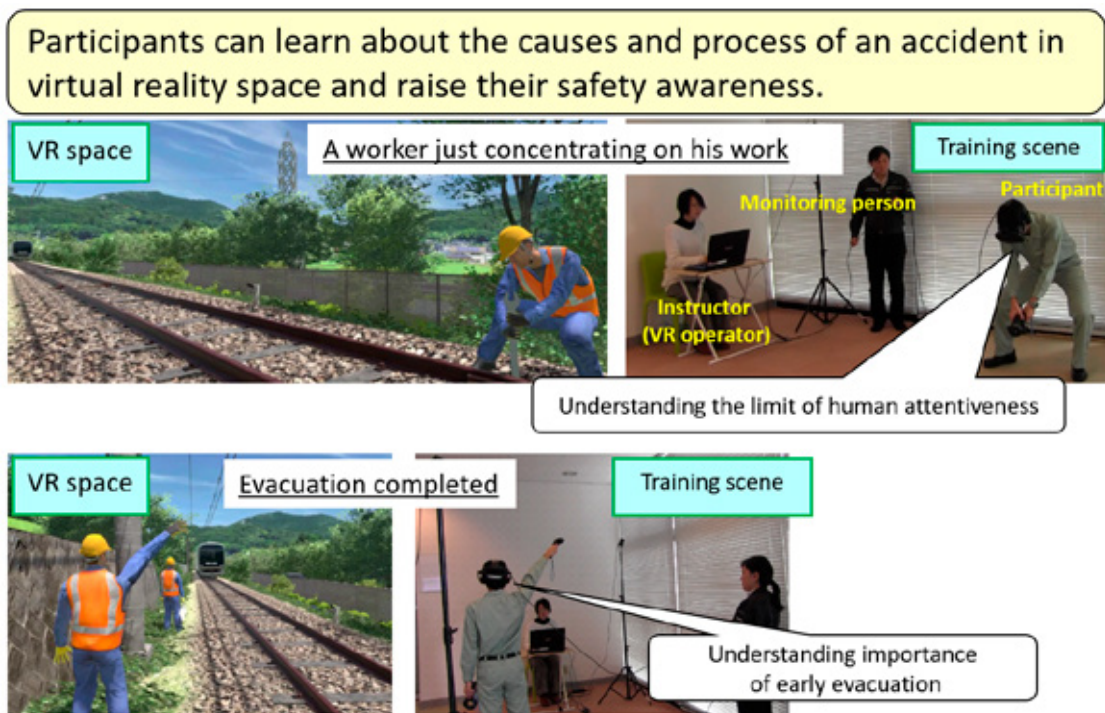 Participants can learn about the causes and process of an accident in
virtual reality space and raise their safety awareness.
VR space
A worker just concentrating on his work
Training scene
Monitoring person
Participant
Instructor
(VR operator)
Understanding the limit of human attentiveness
VR space
Evacuation completed
Training scene
Understanding importance
of early evacuation